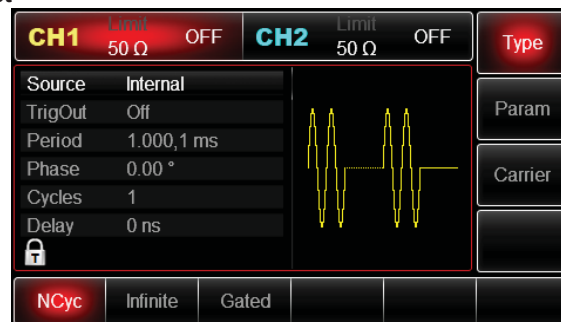 CH1 Limit 50 Ω OFF CH2 Limit 50 Ω OFF Type
Source Internal
TrigOut Off
Period 1.000,1 ms
Phase 0.00 °
Cycles 1
Delay 0 ns
Param
Carrier
NCyc Infinite Gated